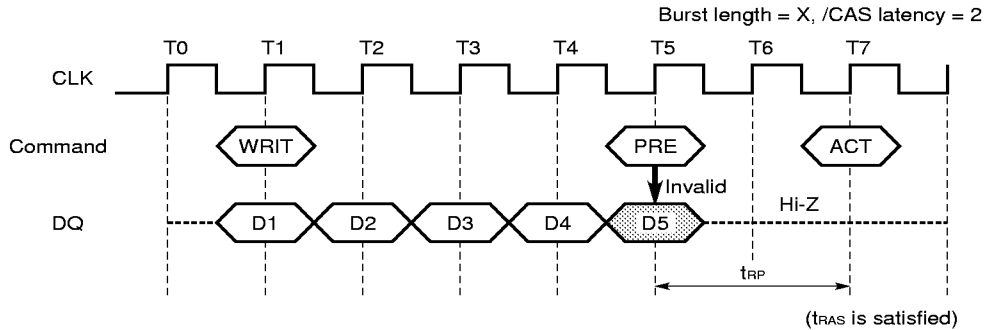 Burst length = X, /CAS latency = 2
T0 T1 T2 T3 T4 T5 T6 T7
CLK
Command WRIT PRE ACT
Invalid
DQ D1 D2 D3 D4 D5 Hi-Z
tRP
(tRAS is satisfied)